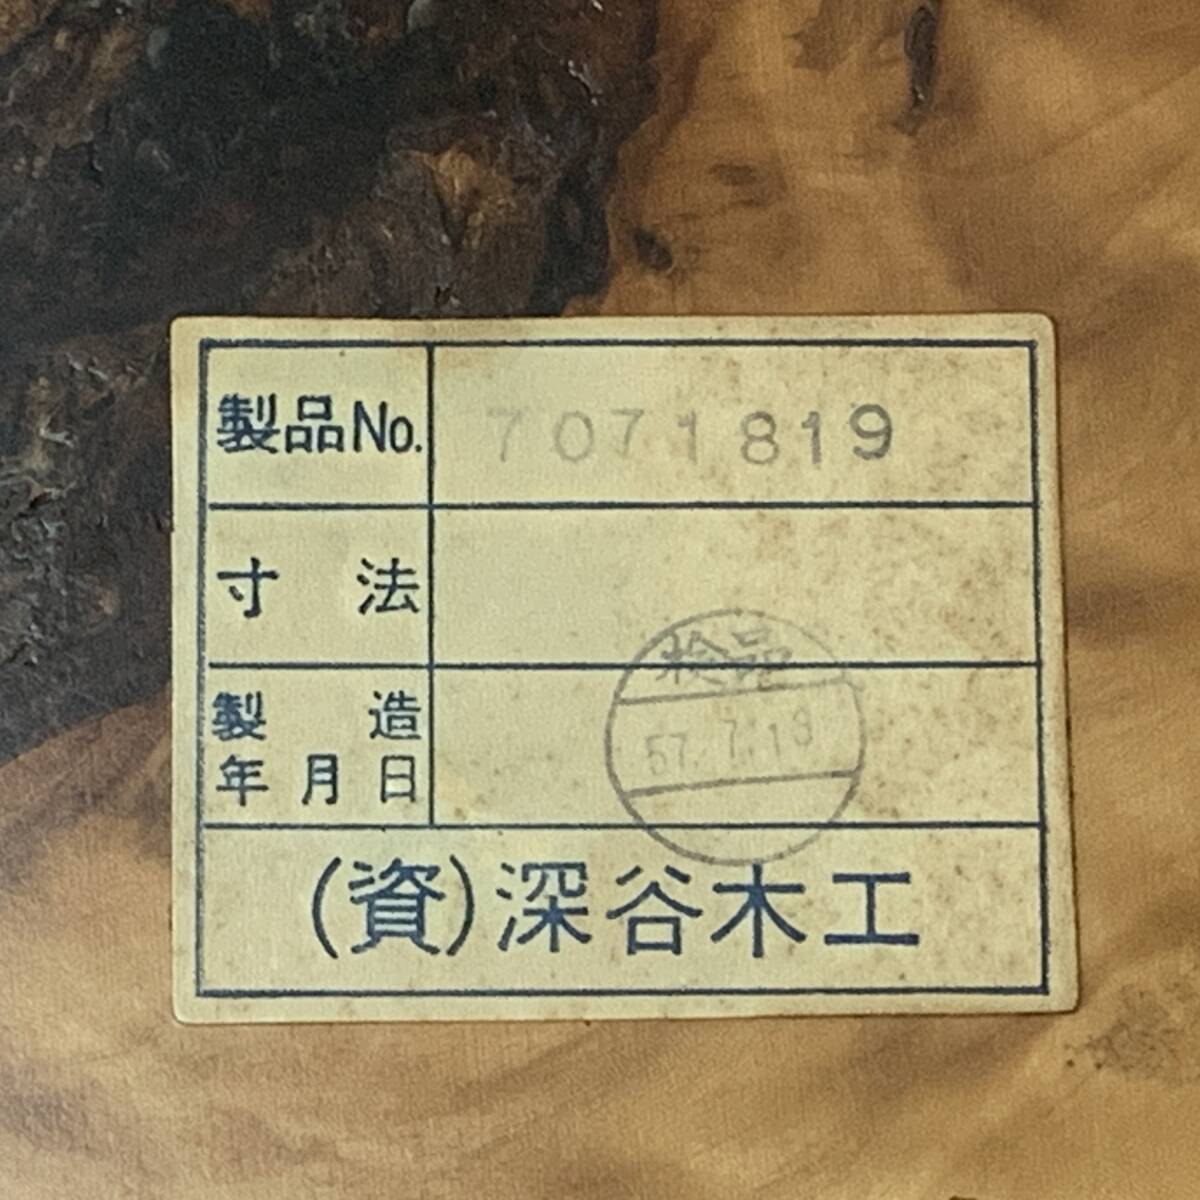 製品No. 7071819
寸法
製造
年月日
検品
57.7.13
(資)深谷木工